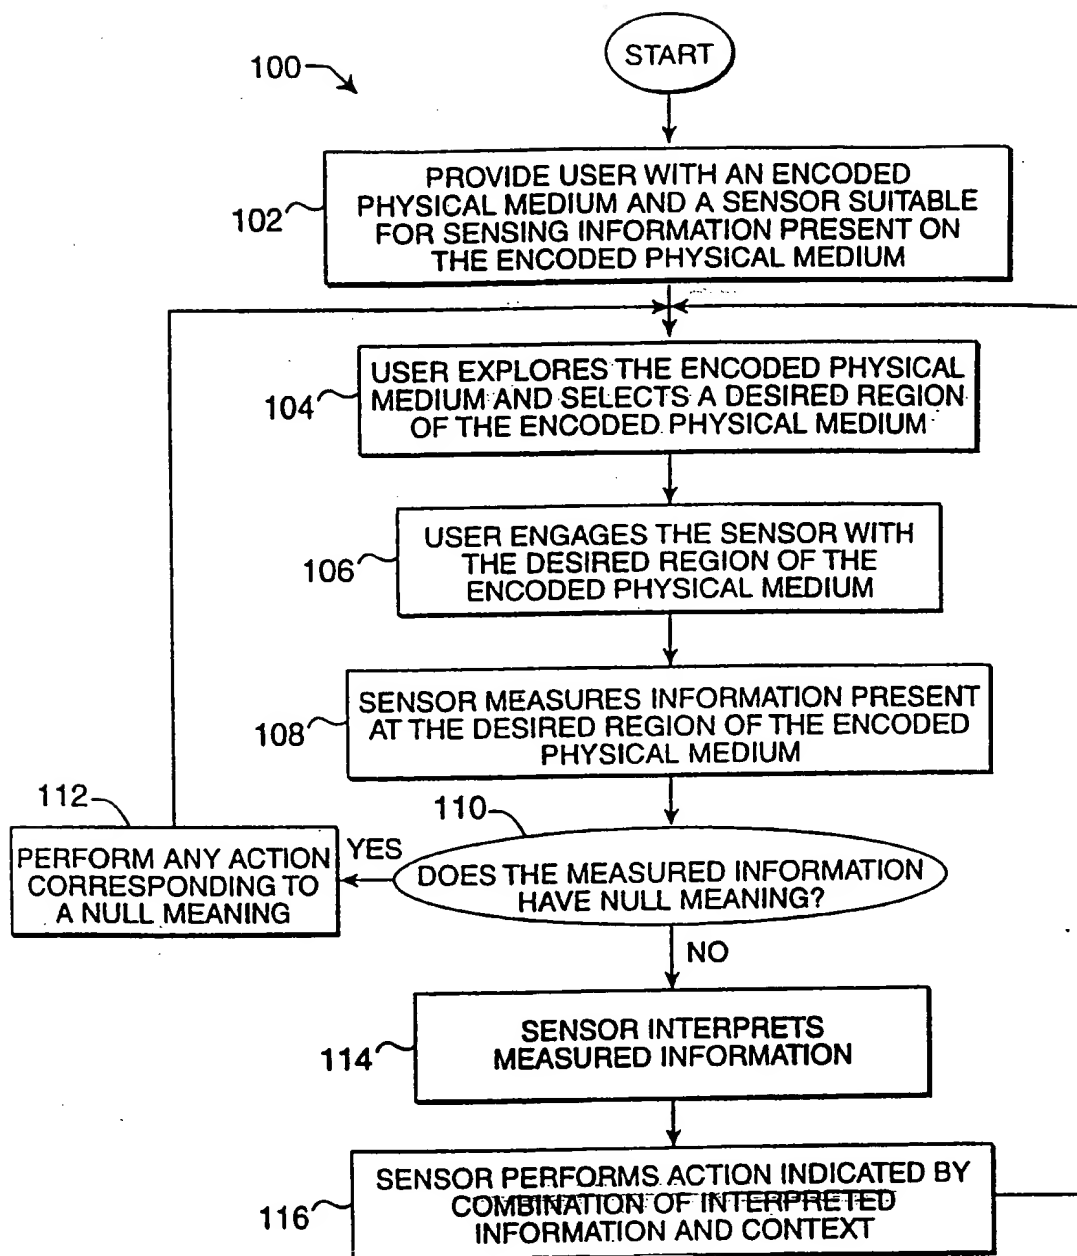 START
100
PROVIDE USER WITH AN ENCODED
PHYSICAL MEDIUM AND A SENSOR SUITABLE
FOR SENSING INFORMATION PRESENT ON
THE ENCODED PHYSICAL MEDIUM
102
USER EXPLORES THE ENCODED PHYSICAL
MEDIUM AND SELECTS A DESIRED REGION
OF THE ENCODED PHYSICAL MEDIUM
104
USER ENGAGES THE SENSOR WITH
THE DESIRED REGION OF THE
ENCODED PHYSICAL MEDIUM
106
SENSOR MEASURES INFORMATION PRESENT
AT THE DESIRED REGION OF THE ENCODED
PHYSICAL MEDIUM
108
110
DOES THE MEASURED INFORMATION
HAVE NULL MEANING?
YES
112
PERFORM ANY ACTION
CORRESPONDING TO
A NULL MEANING
NO
SENSOR INTERPRETS
MEASURED INFORMATION
114
SENSOR PERFORMS ACTION INDICATED BY
COMBINATION OF INTERPRETED
INFORMATION AND CONTEXT
116